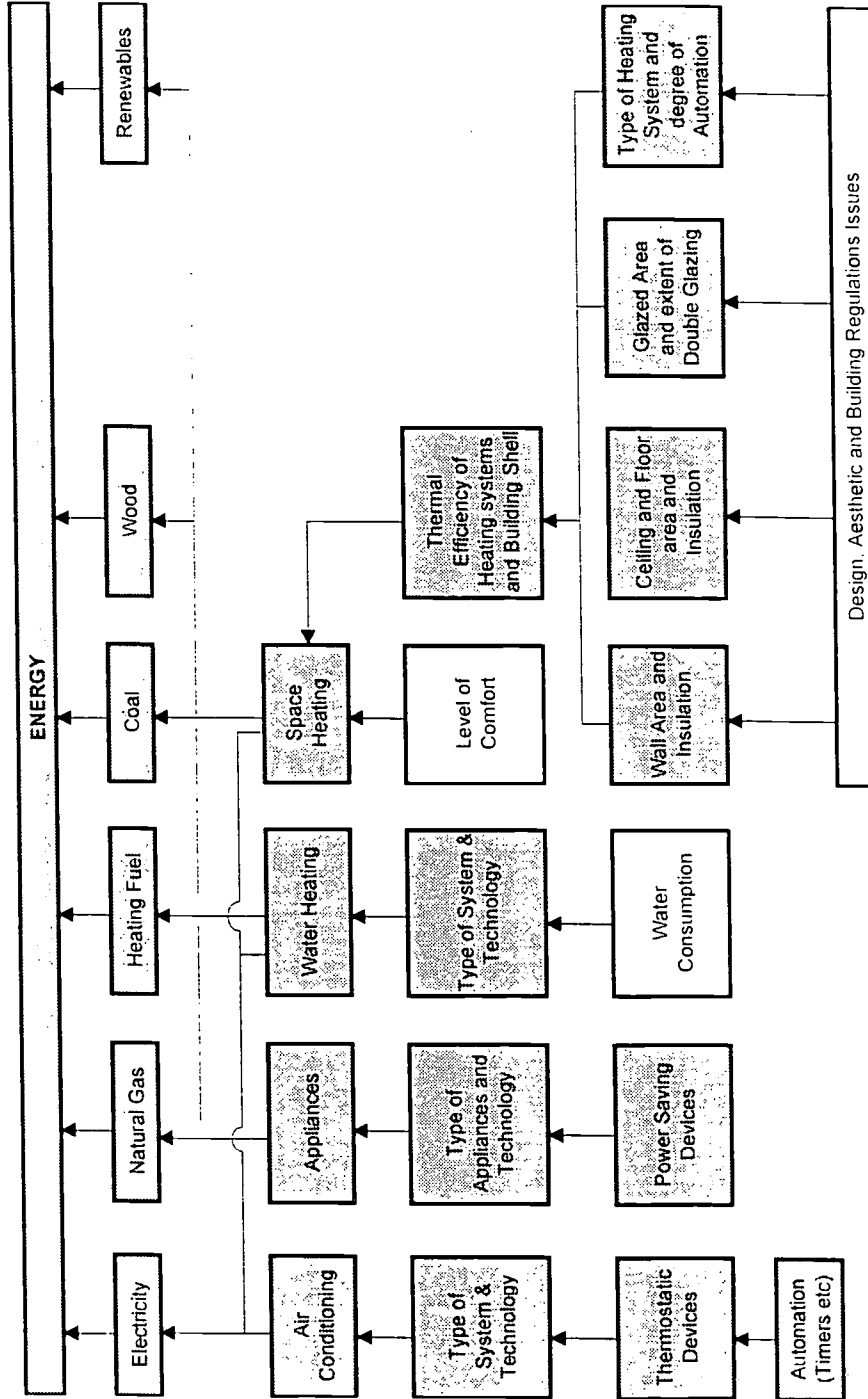 ENERGY
Electricity
Natural Gas
Heating Fuel
Coal
Wood
Renewables
Air
Conditioning
Appliances
Water Heating
Space
Heating
Type of
System &
Technology
Type of
Appliances and
Technology
Type of System &
Technology
Level of
Comfort
Thermal
Efficiency of
Heating systems
and Building Shell
Thermostatic
Devices
Power Saving
Devices
Water
Consumption
Wall Area and
Insulation
Ceiling and Floor
area and
Insulation
Glazed Area
and extent of
Double Glazing
Type of Heating
System and
degree of
Automation
Automation
(Timers etc)
Design, Aesthetic and Building Regulations Issues